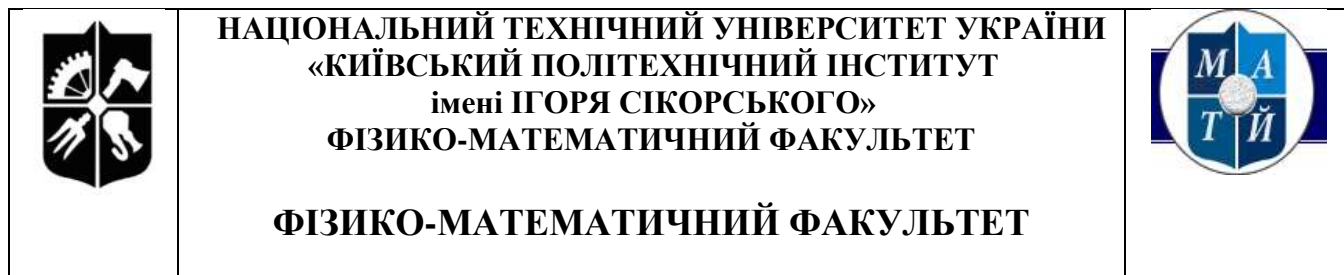 НАЦІОНАЛЬНИЙ ТЕХНІЧНИЙ УНІВЕРСИТЕТ УКРАЇНИ
«КИЇВСЬКИЙ ПОЛІТЕХНІЧНИЙ ІНСТИТУТ
імені ІГОРЯ СІКОРСЬКОГО»
ФІЗИКО-МАТЕМАТИЧНИЙ ФАКУЛЬТЕТ
ФІЗИКО-МАТЕМАТИЧНИЙ ФАКУЛЬТЕТ
М А
Т Й